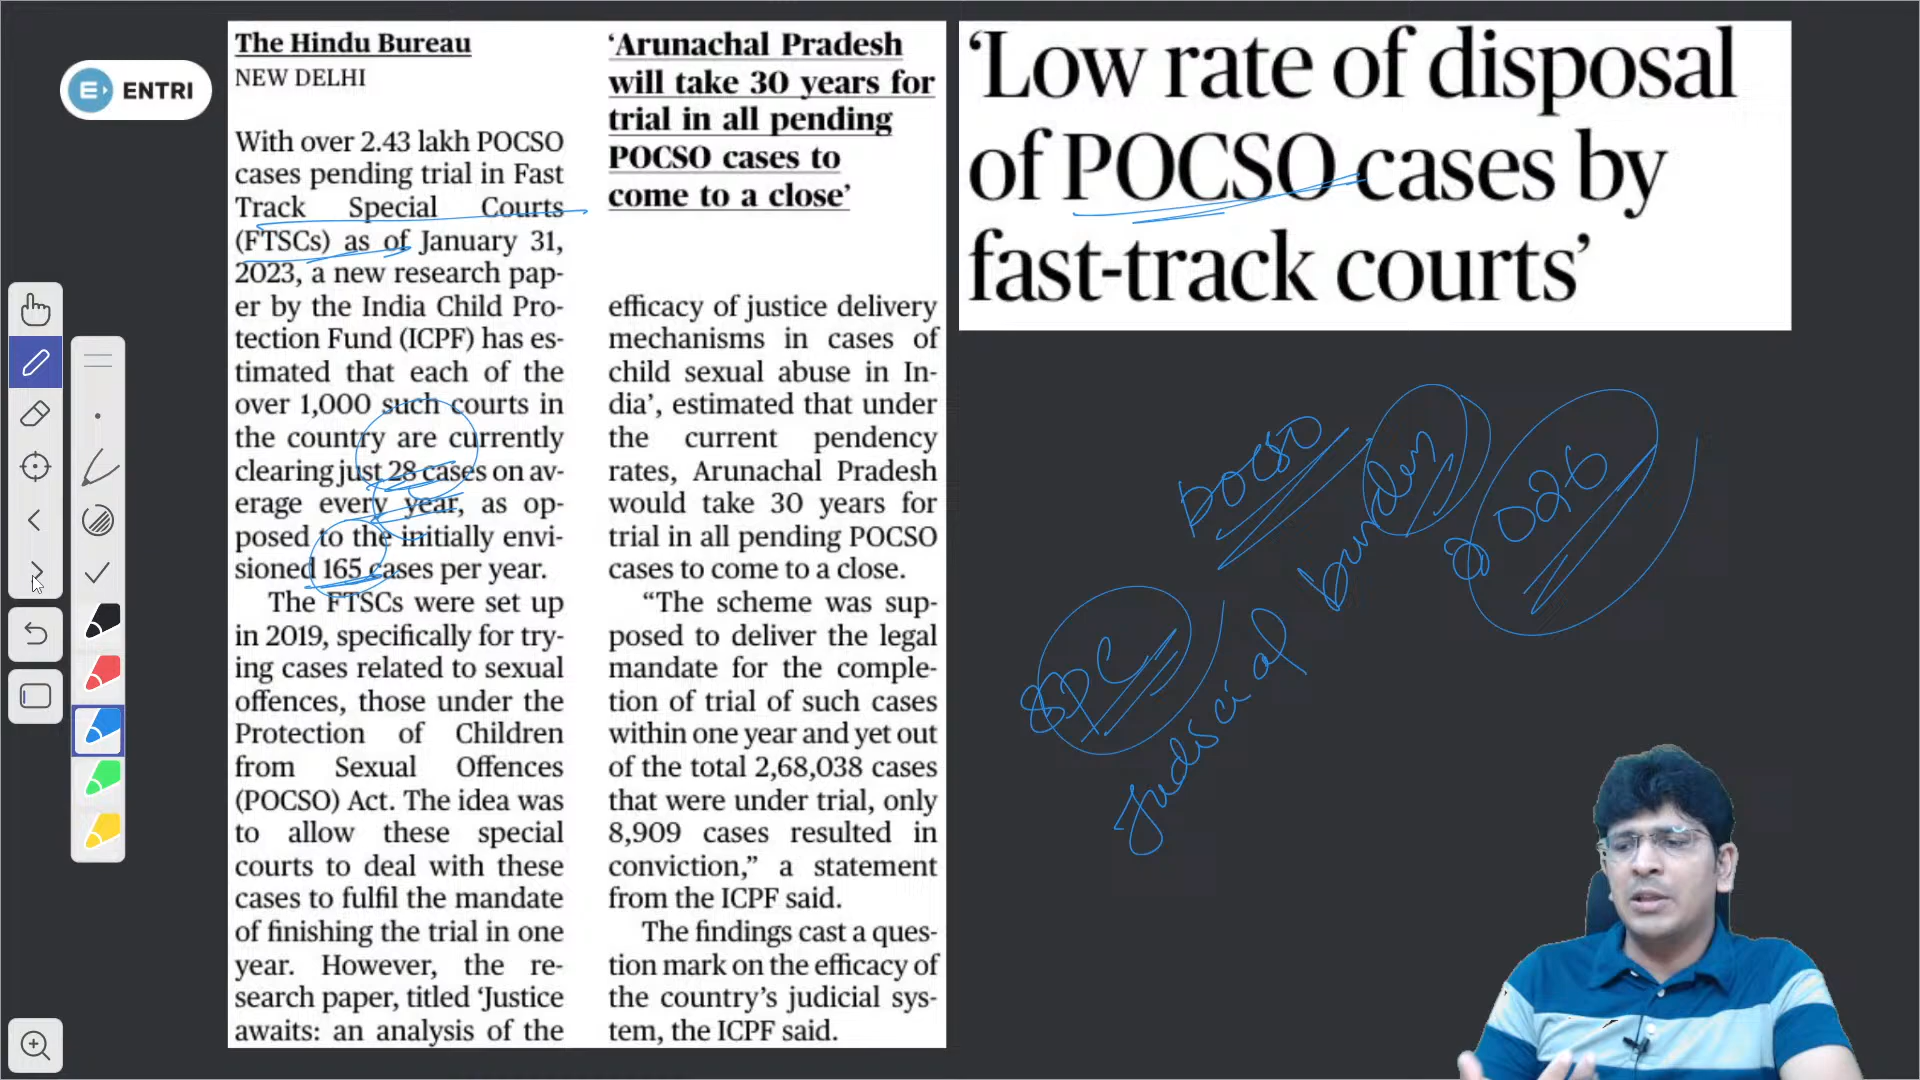 ENTRI
The Hindu Bureau
NEW DELHI
With over 2.43 lakh POCSO
cases pending trial in Fast
Track Special Courts
(FTSCs) as of January 31,
2023, a new research pap-
er by the India Child Pro-
tection Fund (ICPF) has es-
timated that each of the
over 1,000 such courts in
the country are currently
clearing just 28 cases on av-
erage every year, as op-
posed to the initially envi-
sioned 165 cases per year.
The FTSCs were set up
in 2019, specifically for try-
ing cases related to sexual
offences, those under the
Protection of Children
from Sexual Offences
(POCSO) Act. The idea was
to allow these special
courts to deal with these
cases to fulfil the mandate
of finishing the trial in one
year. However, the re-
search paper, titled ‘Justice
awaits: an analysis of the
‘Arunachal Pradesh
will take 30 years for
trial in all pending
POCSO cases to
come to a close’
efficacy of justice delivery
mechanisms in cases of
child sexual abuse in In-
dia’, estimated that under
the current pendency
rates, Arunachal Pradesh
would take 30 years for
trial in all pending POCSO
cases to come to a close.
“The scheme was sup-
posed to deliver the legal
mandate for the comple-
tion of trial of such cases
within one year and yet out
of the total 2,68,038 cases
that were under trial, only
8,909 cases resulted in
conviction,” a statement
from the ICPF said.
The findings cast a ques-
tion mark on the efficacy of
the country’s judicial sys-
tem, the ICPF said.
‘Low rate of disposal
of POCSO cases by
fast-track courts’
POCSO
2026
Judicial burden